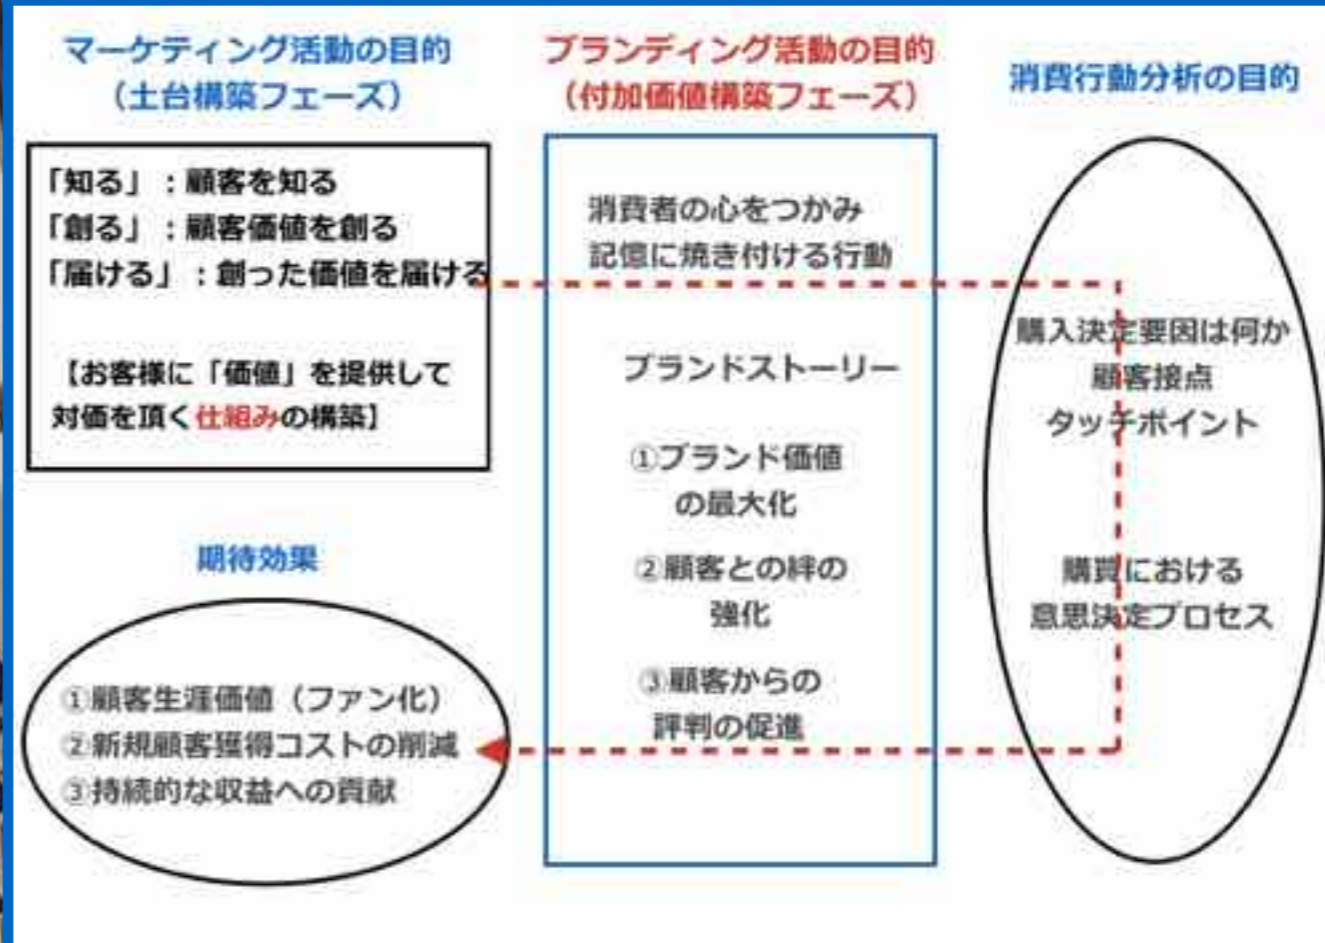 マーケティング活動の目的
（土台構築フェーズ）
「知る」：顧客を知る
「創る」：顧客価値を創る
「届ける」：創った価値を届ける
【お客様に「価値」を提供して
対価を頂く仕組みの構築】
期待効果
①顧客生涯価値（ファン化）
②新規顧客獲得コストの削減
③持続的な収益への貢献
ブランディング活動の目的
（付加価値構築フェーズ）
消費者の心をつかみ
記憶に焼き付ける行動
ブランドストーリー
①ブランド価値
の最大化
②顧客との絆の
強化
③顧客からの
評判の促進
消費行動分析の目的
購入決定要因は何か
顧客接点
タッチポイント
購買における
意思決定プロセス